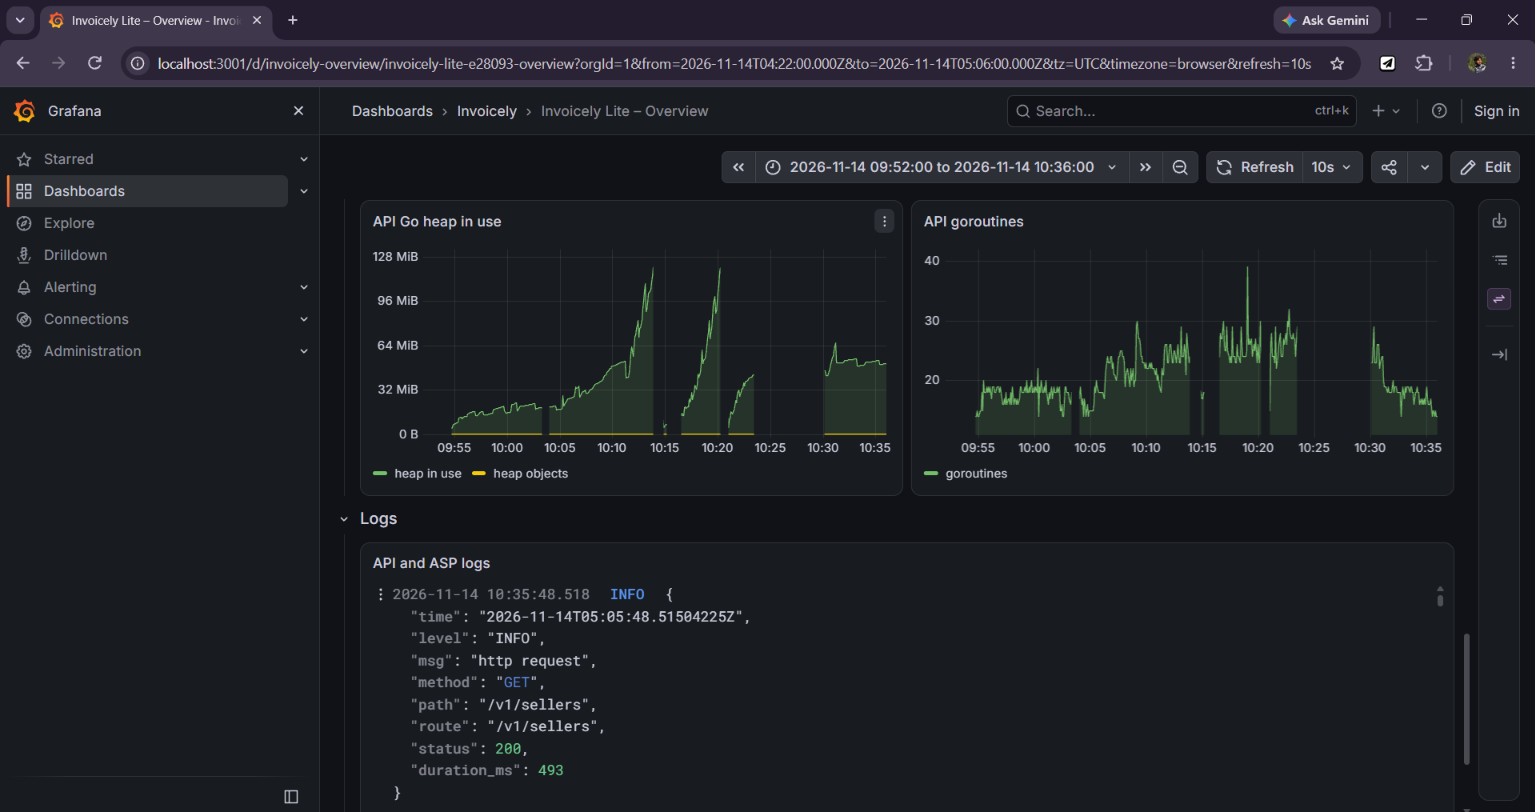 Invoicely Lite – Overview - Invoi
Ask Gemini
localhost:3001/d/invoicely-overview/invoicely-lite-e28093-overview?orgId=1&from=2026-11-14T04:22:00.000Z&to=2026-11-14T05:06:00.000Z&tz=UTC&timezone=browser&refresh=10s
Grafana
Dashboards › Invoicely › Invoicely Lite – Overview
Search... ctrl+k
Sign in
Starred
Dashboards
Explore
Drilldown
Alerting
Connections
Administration
2026-11-14 09:52:00 to 2026-11-14 10:36:00
Refresh 10s
Edit
API Go heap in use
128 MiB
96 MiB
64 MiB
32 MiB
0 B
09:55 10:00 10:05 10:10 10:15 10:20 10:25 10:30 10:35
heap in use heap objects
API goroutines
40
30
20
09:55 10:00 10:05 10:10 10:15 10:20 10:25 10:30 10:35
goroutines
Logs
API and ASP logs
2026-11-14 10:35:48.518 INFO {
"time": "2026-11-14T05:05:48.51504225Z",
"level": "INFO",
"msg": "http request",
"method": "GET",
"path": "/v1/sellers",
"route": "/v1/sellers",
"status": 200,
"duration_ms": 493
}